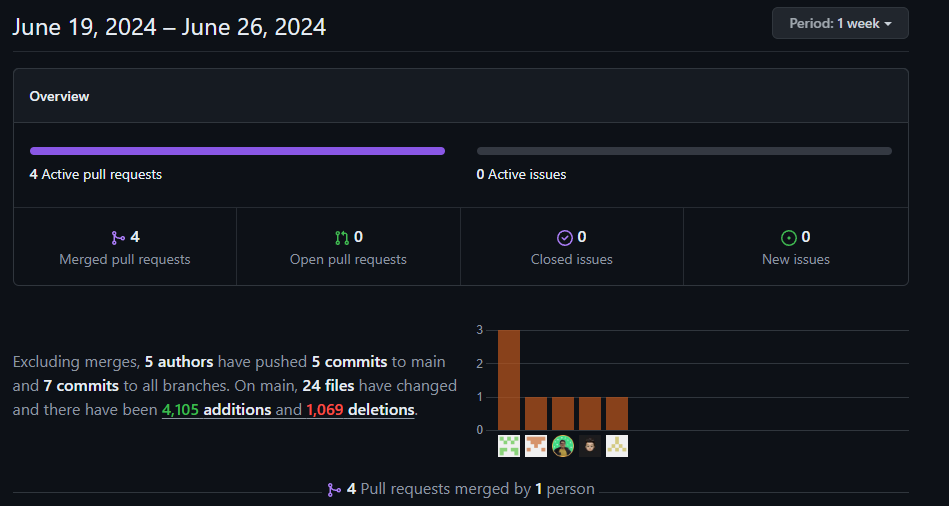 June 19, 2024 – June 26, 2024
Period: 1 week
Overview
4 Active pull requests
0 Active issues
4
Merged pull requests
0
Open pull requests
0
Closed issues
0
New issues
Excluding merges, 5 authors have pushed 5 commits to main
and 7 commits to all branches. On main, 24 files have changed
and there have been 4,105 additions and 1,069 deletions.
3
2
1
0
4 Pull requests merged by 1 person